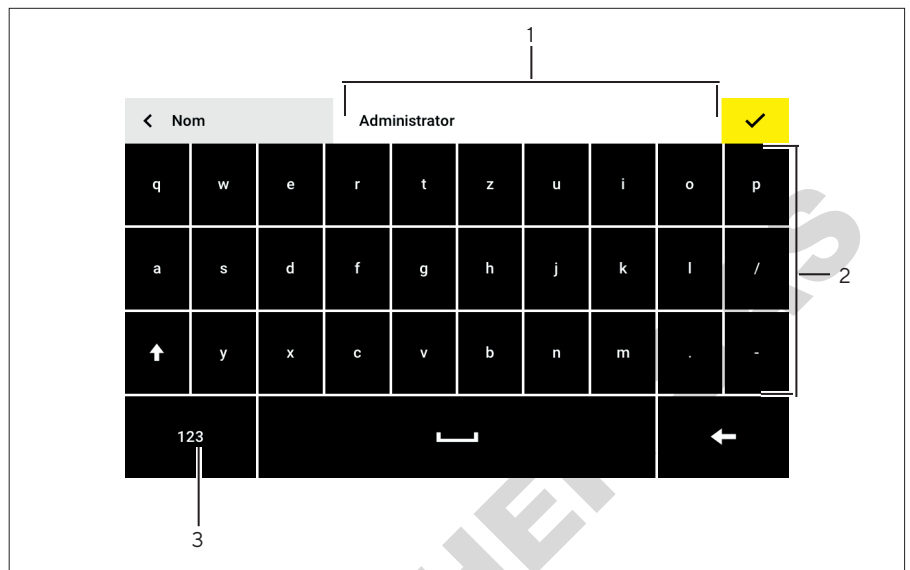 1
Nom Administrator
q w e r t z u i o p
a s d f g h j k l /
2
y x c v b n m . -
123
3